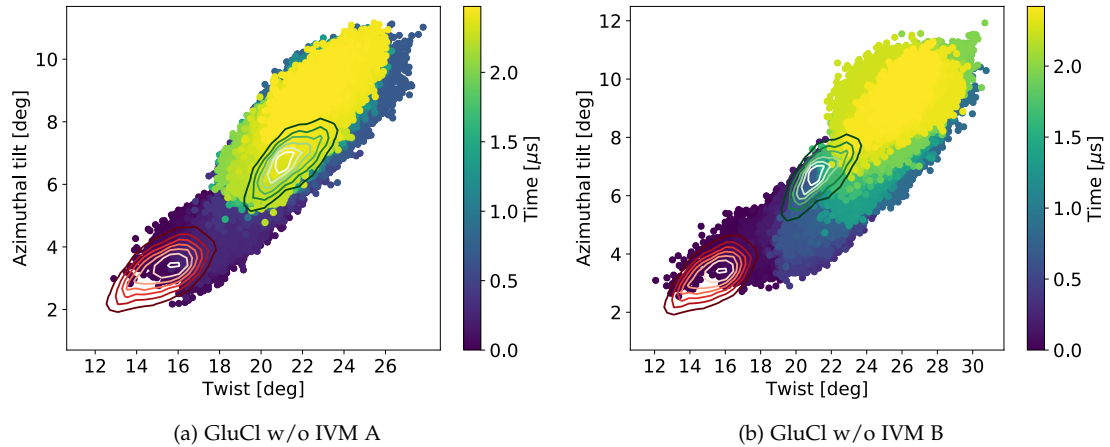 10
8
6
4
2
12 14 16 18 20 22 24 26
Azimuthal tilt [deg]
Twist [deg]
2.0
1.5
1.0
0.5
0.0
Time [μs]
(a) GluCl w/o IVM A
12
10
8
6
4
2
12 14 16 18 20 22 24 26 28 30
Azimuthal tilt [deg]
Twist [deg]
2.0
1.5
1.0
0.5
0.0
Time [μs]
(b) GluCl w/o IVM B